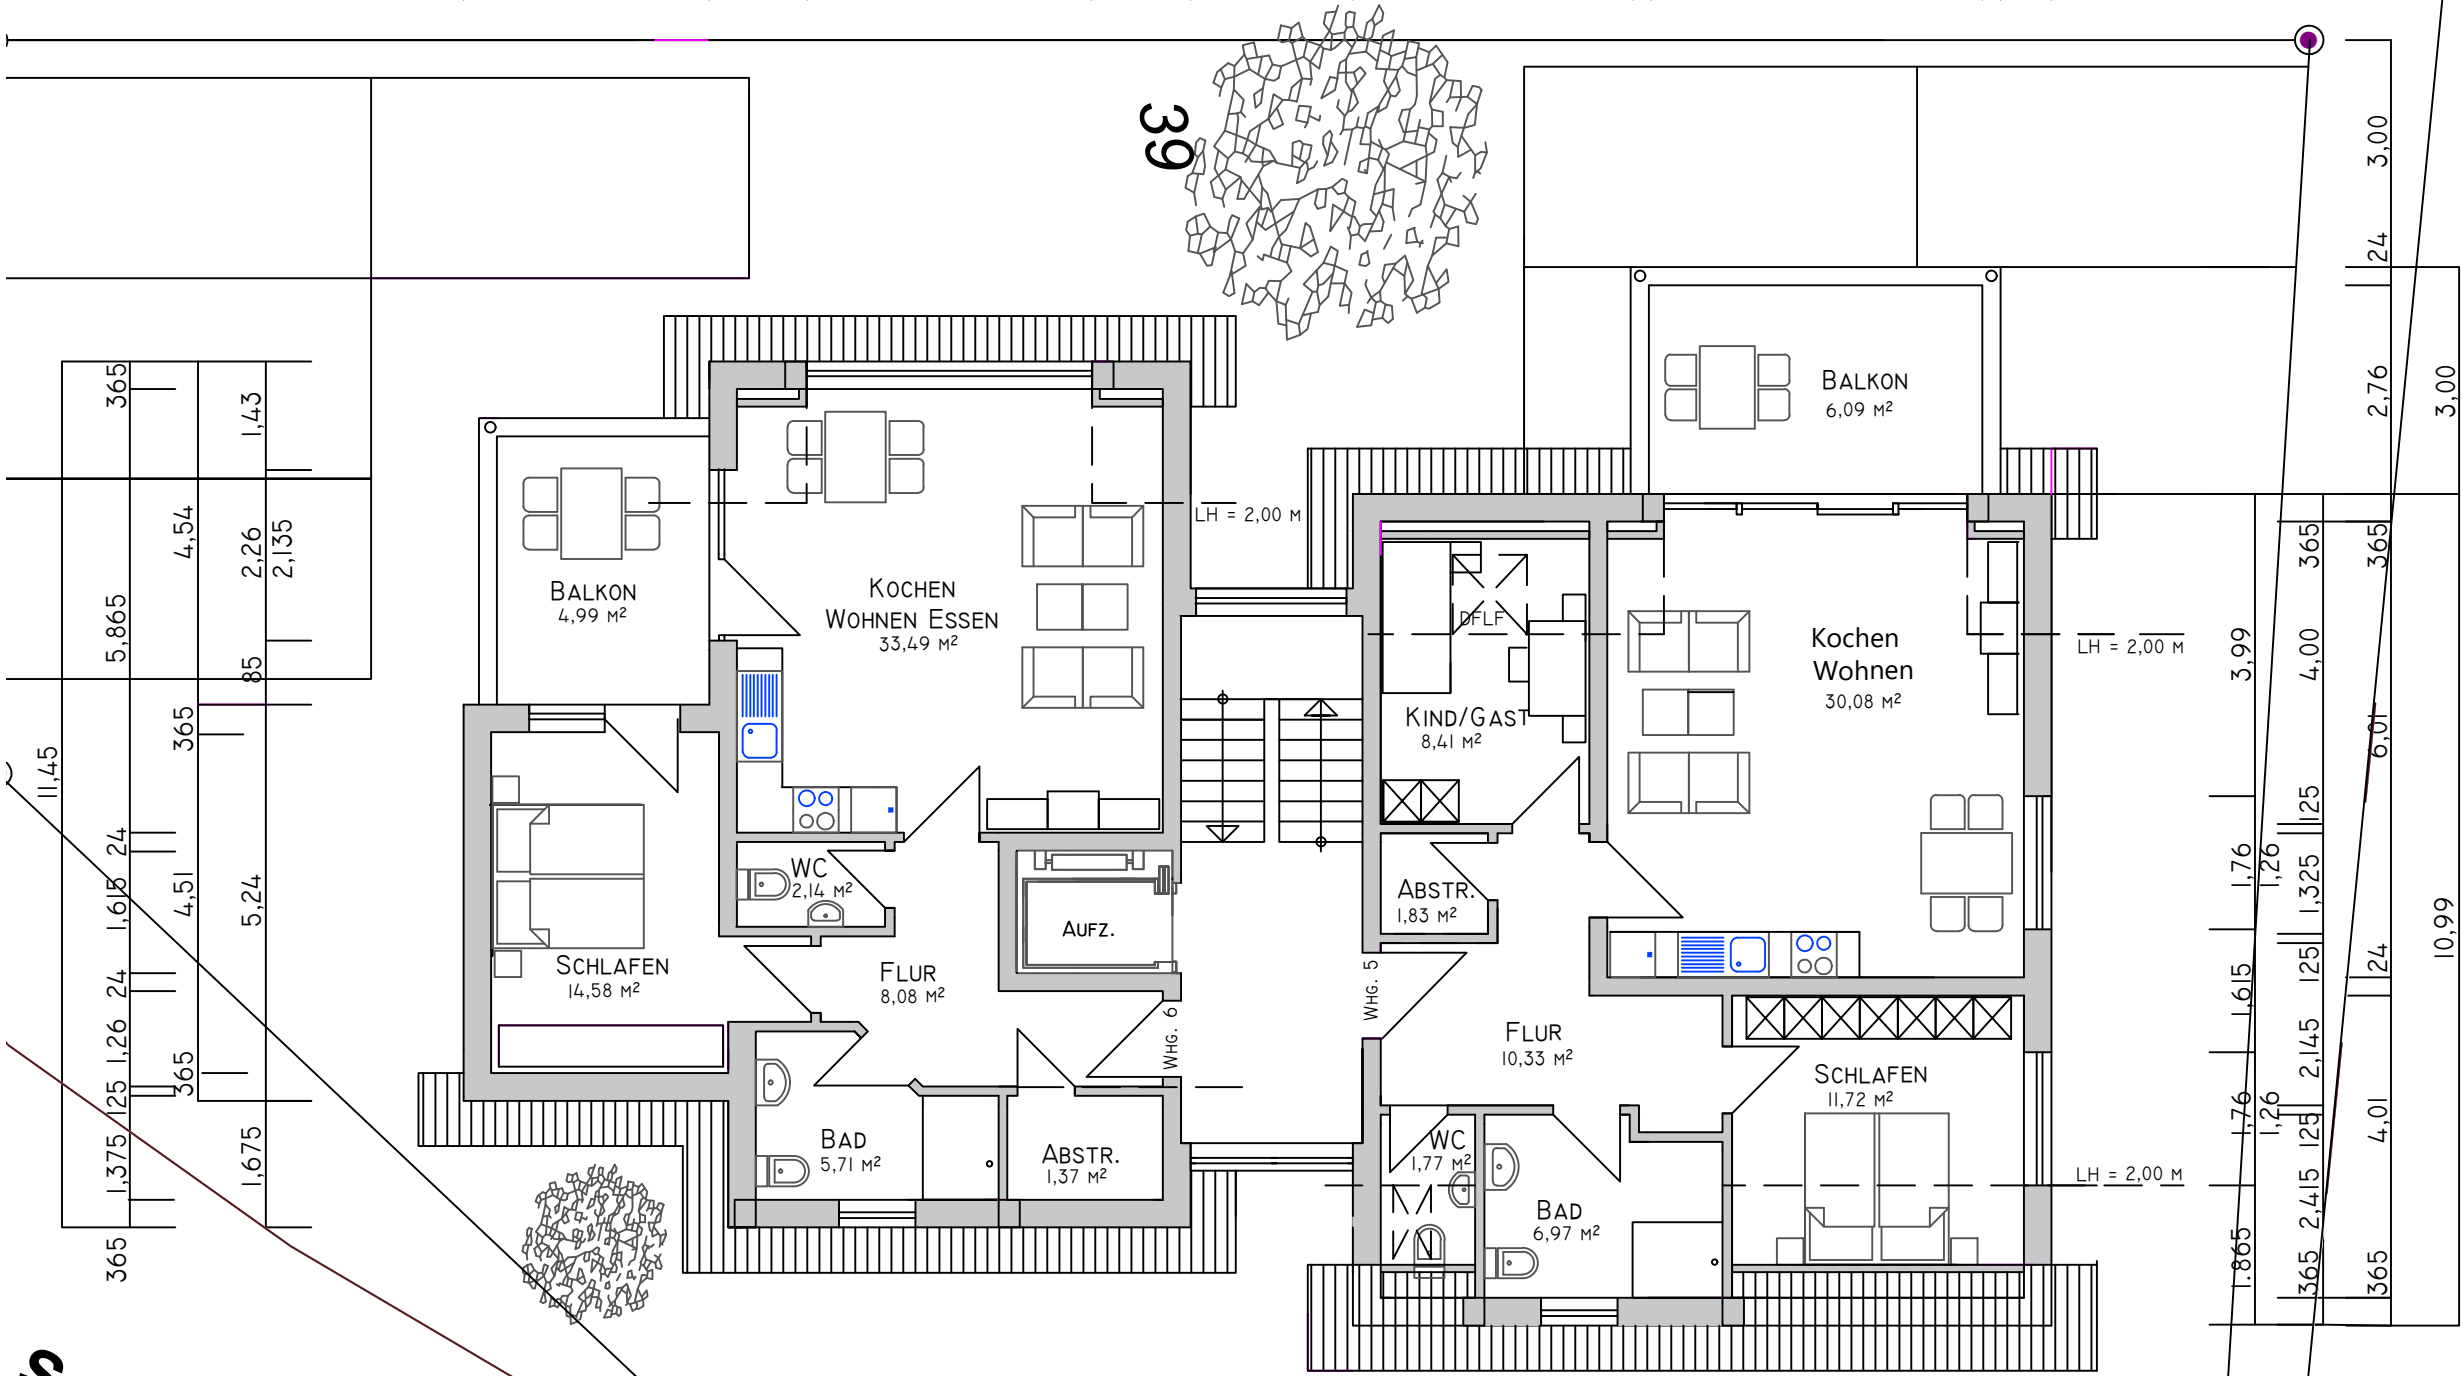 39
BALKON
4,99 M²
KOCHEN
WOHNEN ESSEN
33,49 M²
LH = 2,00 M
SCHLAFEN
14,58 M²
WC
2,14 M²
FLUR
8,08 M²
AUFZ.
BAD
5,71 M²
ABSTR.
1,37 M²
WHG. 6
WHG. 5
BALKON
6,09 M²
DFLF
KIND/GAST
8,41 M²
Kochen
Wohnen
30,08 M²
LH = 2,00 M
ABSTR.
1,83 M²
FLUR
10,33 M²
SCHLAFEN
11,72 M²
WC
1,77 M²
BAD
6,97 M²
LH = 2,00 M
11,45
365
5,865
24
1,615
24
1,26
125
1,375
365
4,54
365
4,51
365
1,43
2,26
2,135
85
5,24
1,675
3,99
1,76
1,26
1,615
1,76
1,26
1.865
365
4,00
125
1,325
125
2,145
125
2,415
365
3,00
24
2,76
365
6,01
24
4,01
365
3,00
10,99